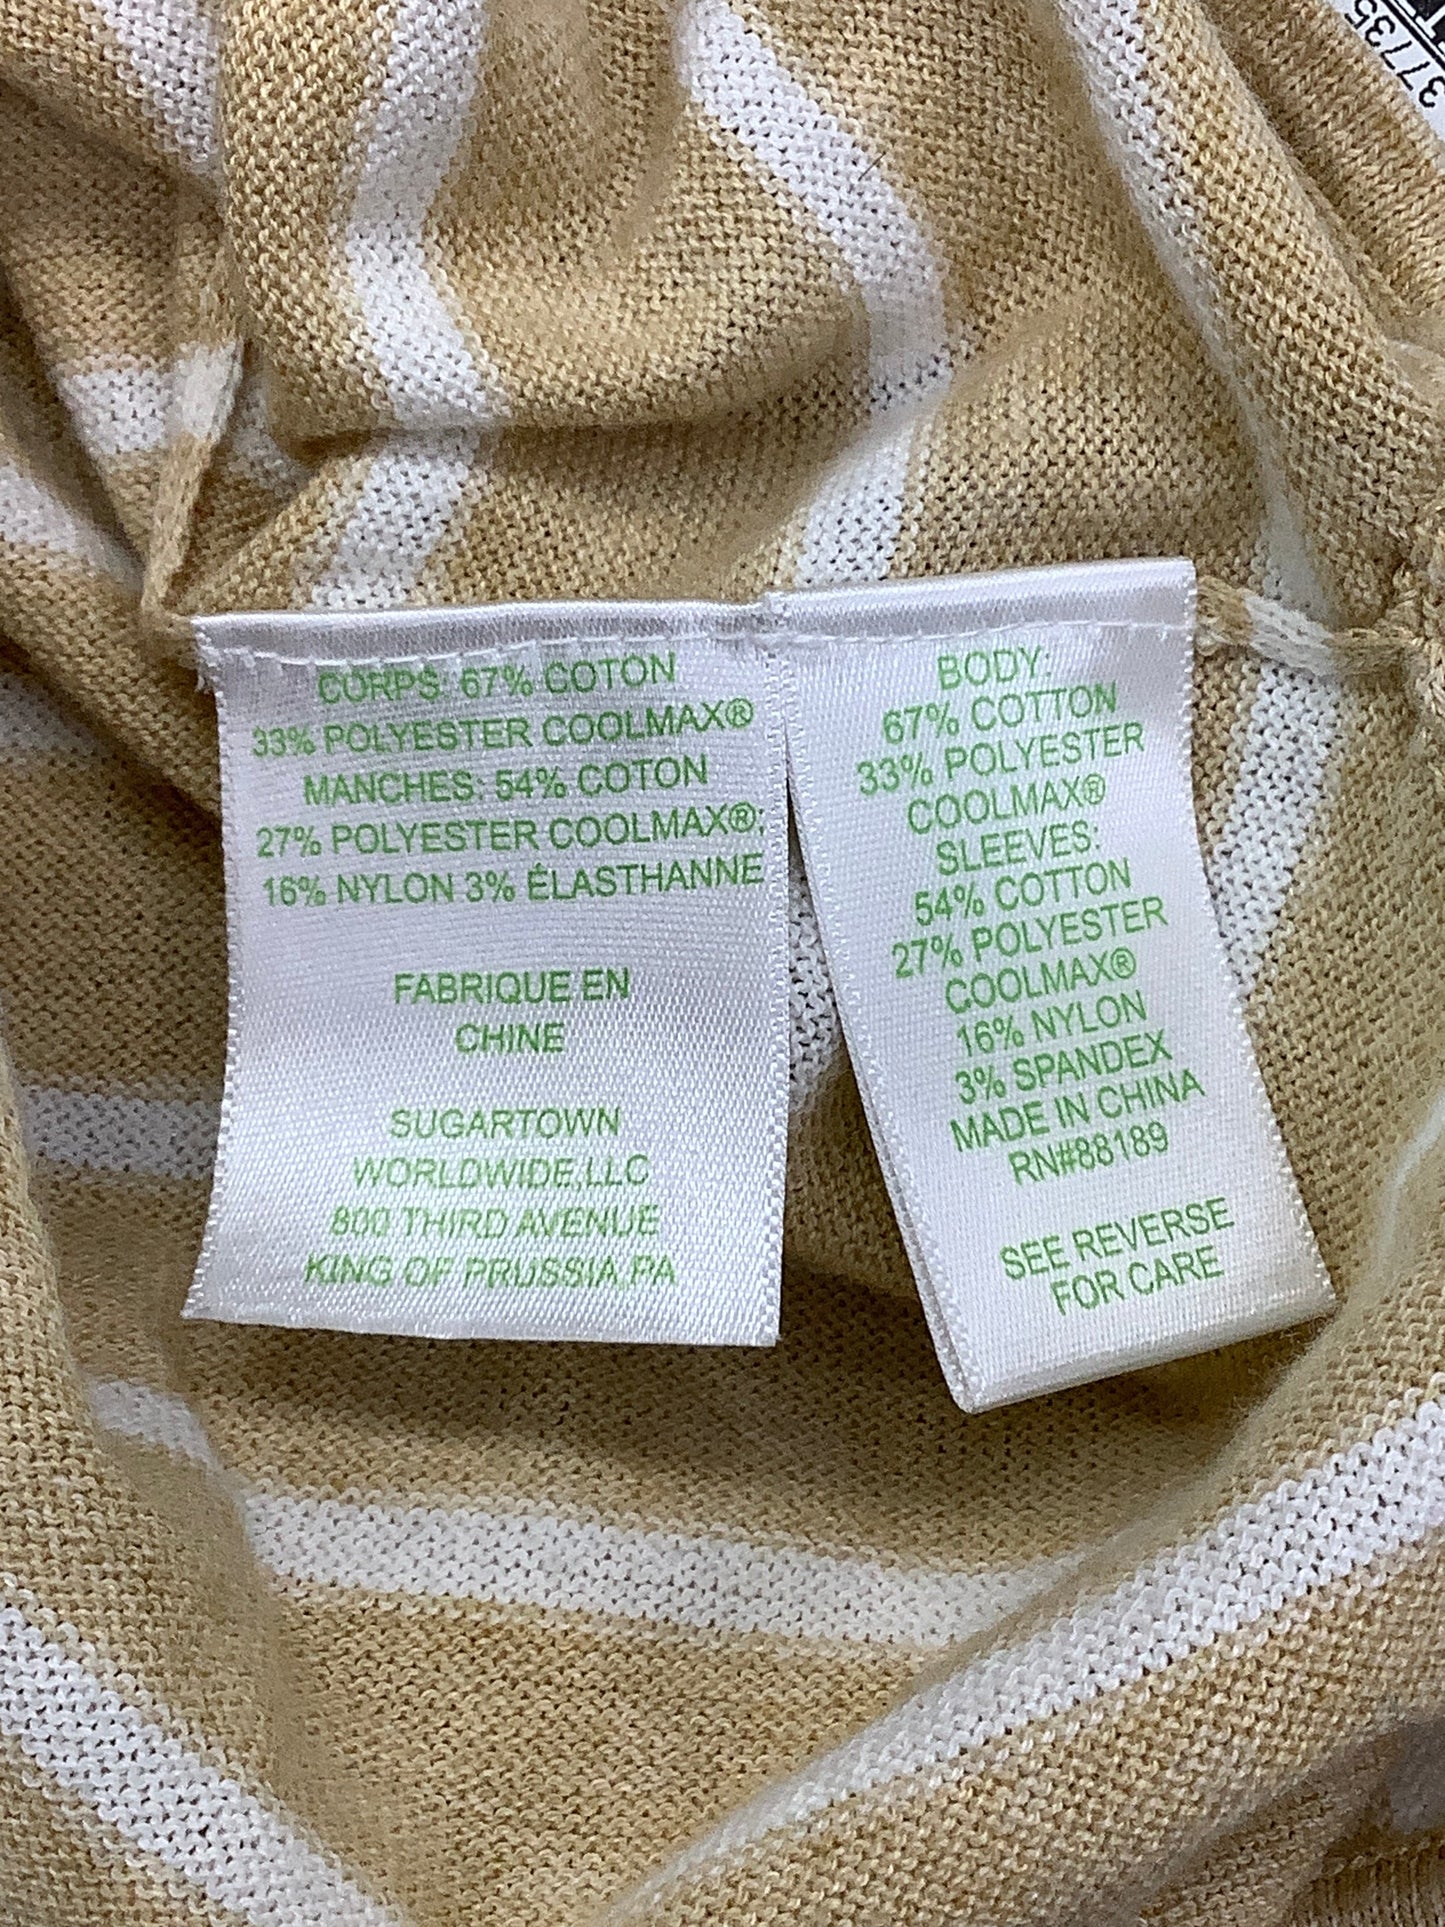 CORPS: 67% COTON
33% POLYESTER COOLMAX®
MANCHES: 54% COTON
27% POLYESTER COOLMAX®;
16% NYLON 3% ÉLASTHANNE
FABRIQUE EN
CHINE
SUGARTOWN
WORLDWIDE,LLC
800 THIRD AVENUE
KING OF PRUSSIA,PA
BODY:
67% COTTON
33% POLYESTER
COOLMAX®
SLEEVES:
54% COTTON
27% POLYESTER
COOLMAX®
16% NYLON
3% SPANDEX
MADE IN CHINA
RN#88189
SEE REVERSE
FOR CARE
37735